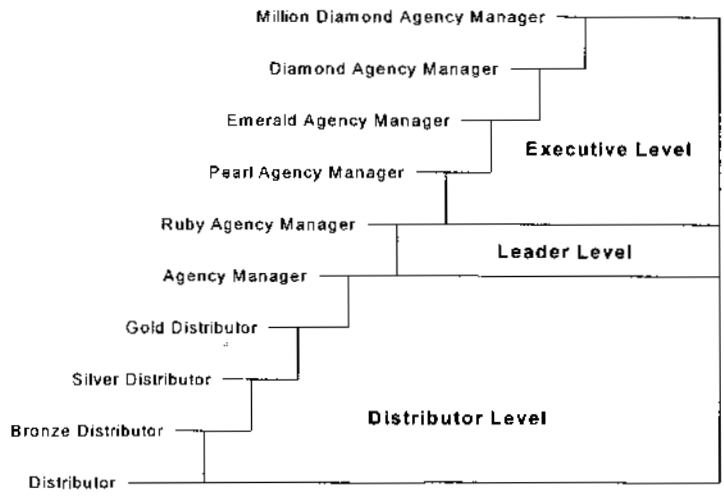 Million Diamond Agency Manager
Diamond Agency Manager
Emerald Agency Manager
Executive Level
Pearl Agency Manager
Ruby Agency Manager
Leader Level
Agency Manager
Gold Distributor
Silver Distributor
Distributor Level
Bronze Distributor
Distributor